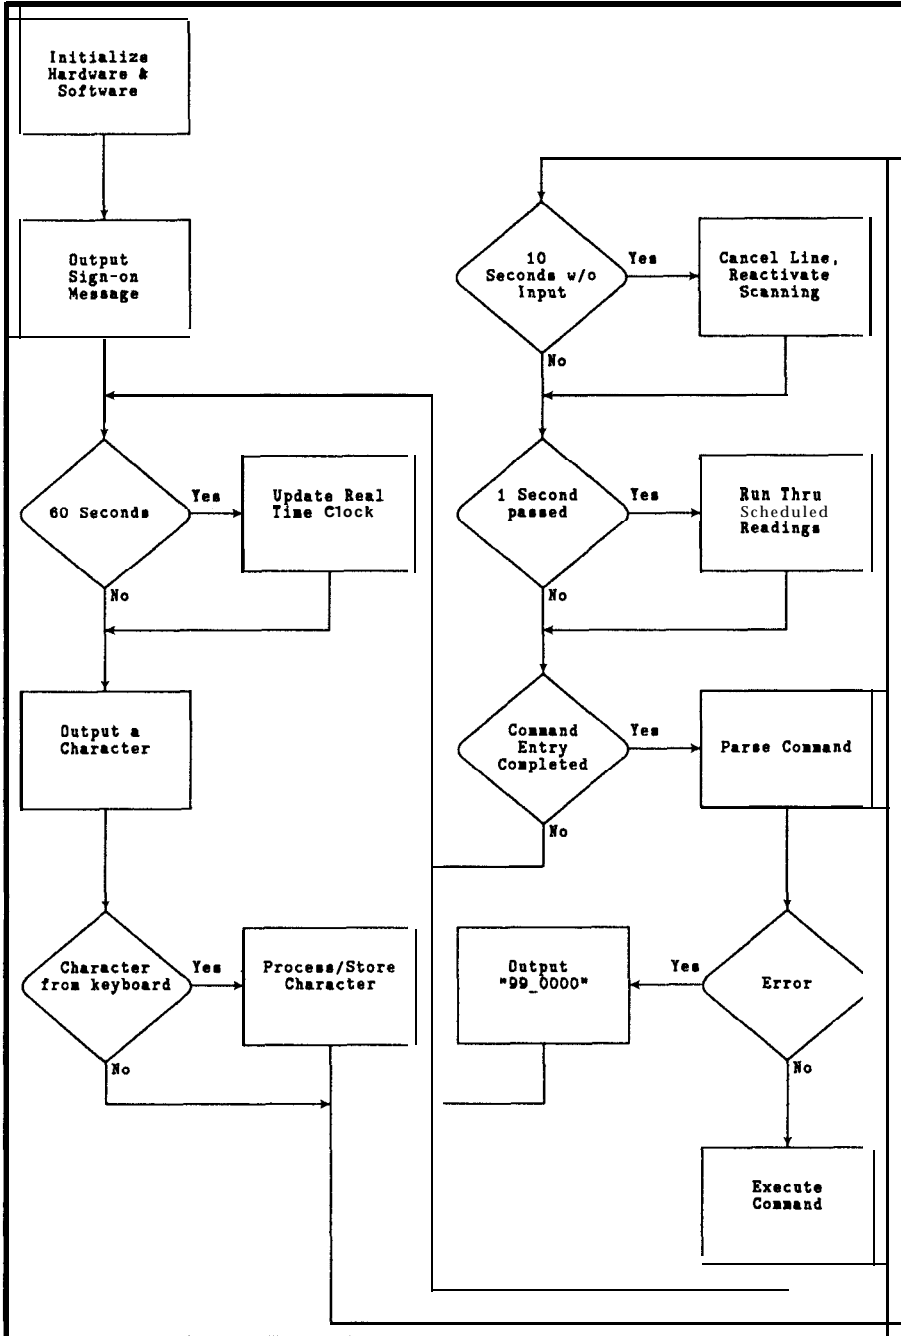 Initialize
Hardware &
Software
Output
Sign-on
Message
60 Seconds
Yes
Update Real
Time Clock
No
Output a
Character
Character
from keyboard
Yes
Process/Store
Character
No
10
Seconds w/o
Input
Yes
Cancel Line,
Reactivate
Scanning
No
1 Second
passed
Yes
Run Thru
Scheduled
Readings
No
Command
Entry
Completed
Yes
Parse Command
No
Error
Yes
Output
"99_0000"
No
Execute
Command